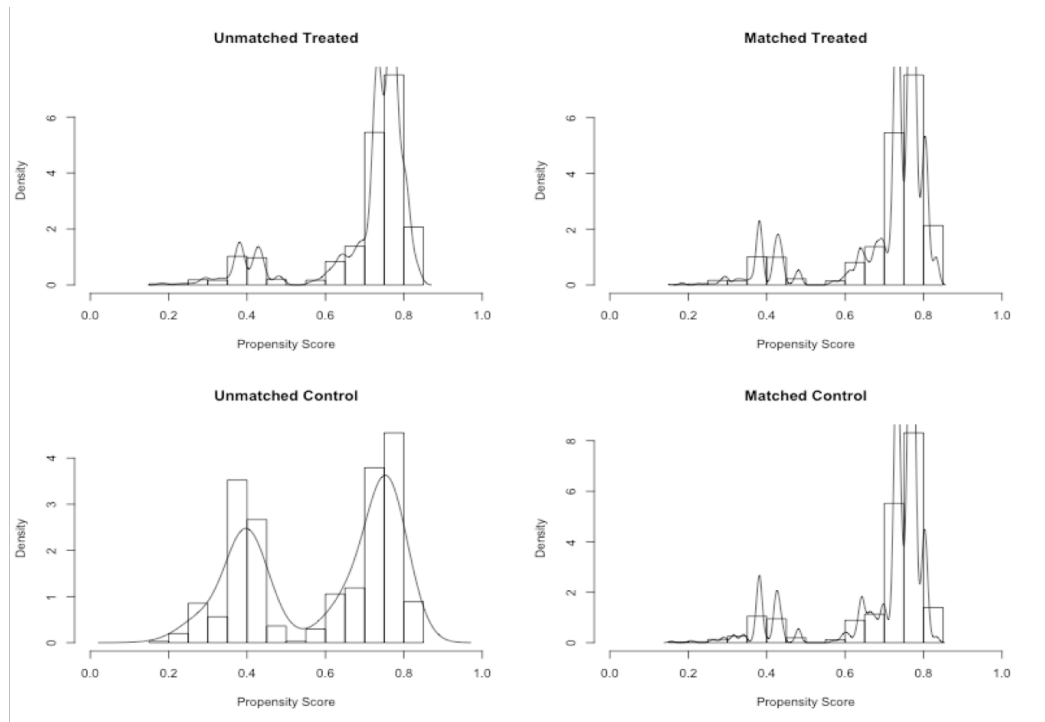 Unmatched Treated
Density
0
2
4
6
0.0 0.2 0.4 0.6 0.8 1.0
Propensity Score
Matched Treated
Density
0
2
4
6
0.0 0.2 0.4 0.6 0.8 1.0
Propensity Score
Unmatched Control
Density
0
1
2
3
4
0.0 0.2 0.4 0.6 0.8 1.0
Propensity Score
Matched Control
Density
0
2
4
6
8
0.0 0.2 0.4 0.6 0.8 1.0
Propensity Score